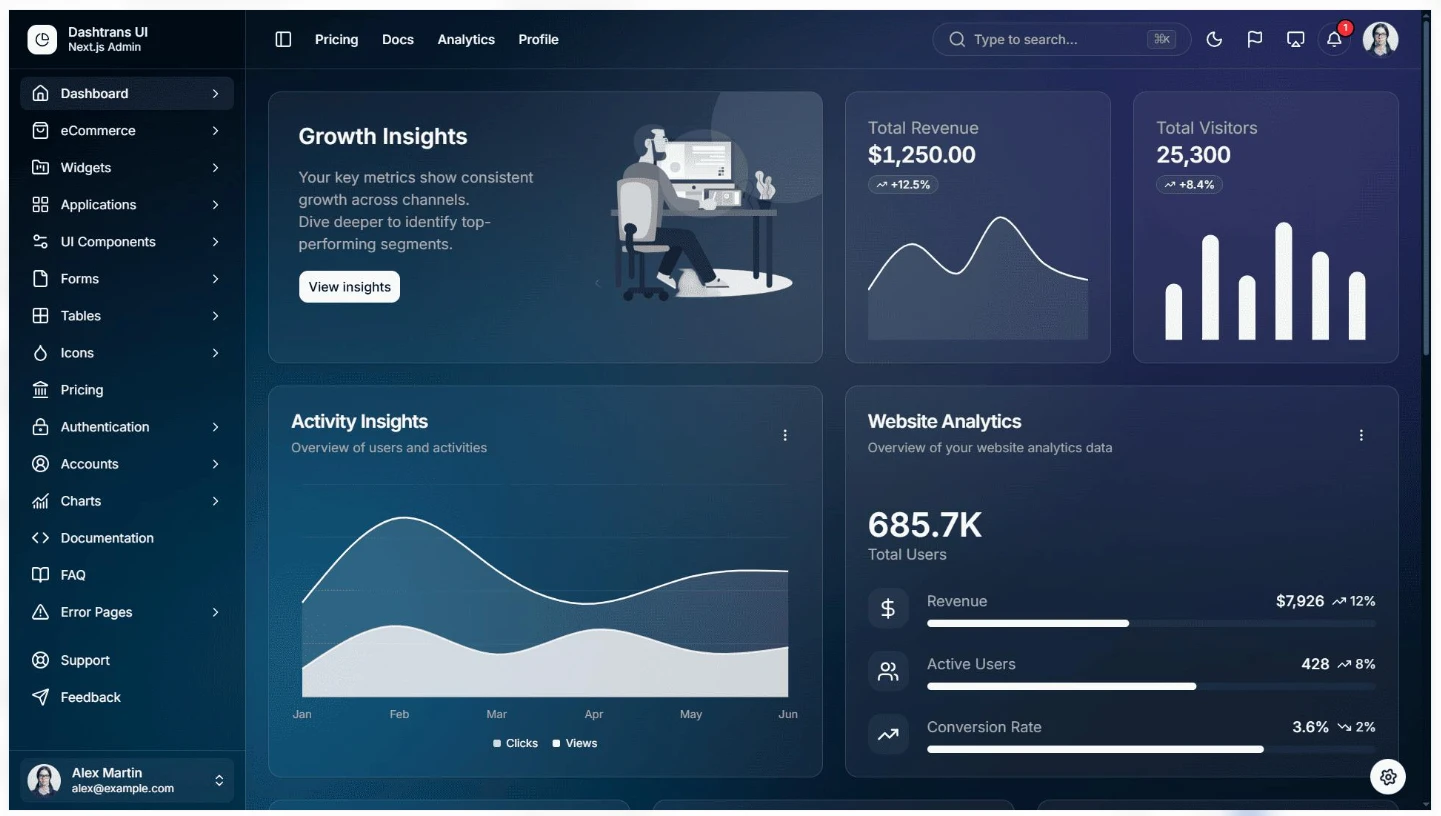 Dashtrans UI
Next.js Admin
Dashboard
eCommerce
Widgets
Applications
UI Components
Forms
Tables
Icons
Pricing
Authentication
Accounts
Charts
Documentation
FAQ
Error Pages
Support
Feedback
Alex Martin
alex@example.com
Pricing Docs Analytics Profile
Type to search... ⌘K
1
Growth Insights
Your key metrics show consistent
growth across channels.
Dive deeper to identify top-
performing segments.
View insights
Total Revenue
$1,250.00
+12.5%
Total Visitors
25,300
+8.4%
Activity Insights
Overview of users and activities
Jan Feb Mar Apr May Jun
Clicks Views
Website Analytics
Overview of your website analytics data
685.7K
Total Users
Revenue $7,926 12%
Active Users 428 8%
Conversion Rate 3.6% 2%